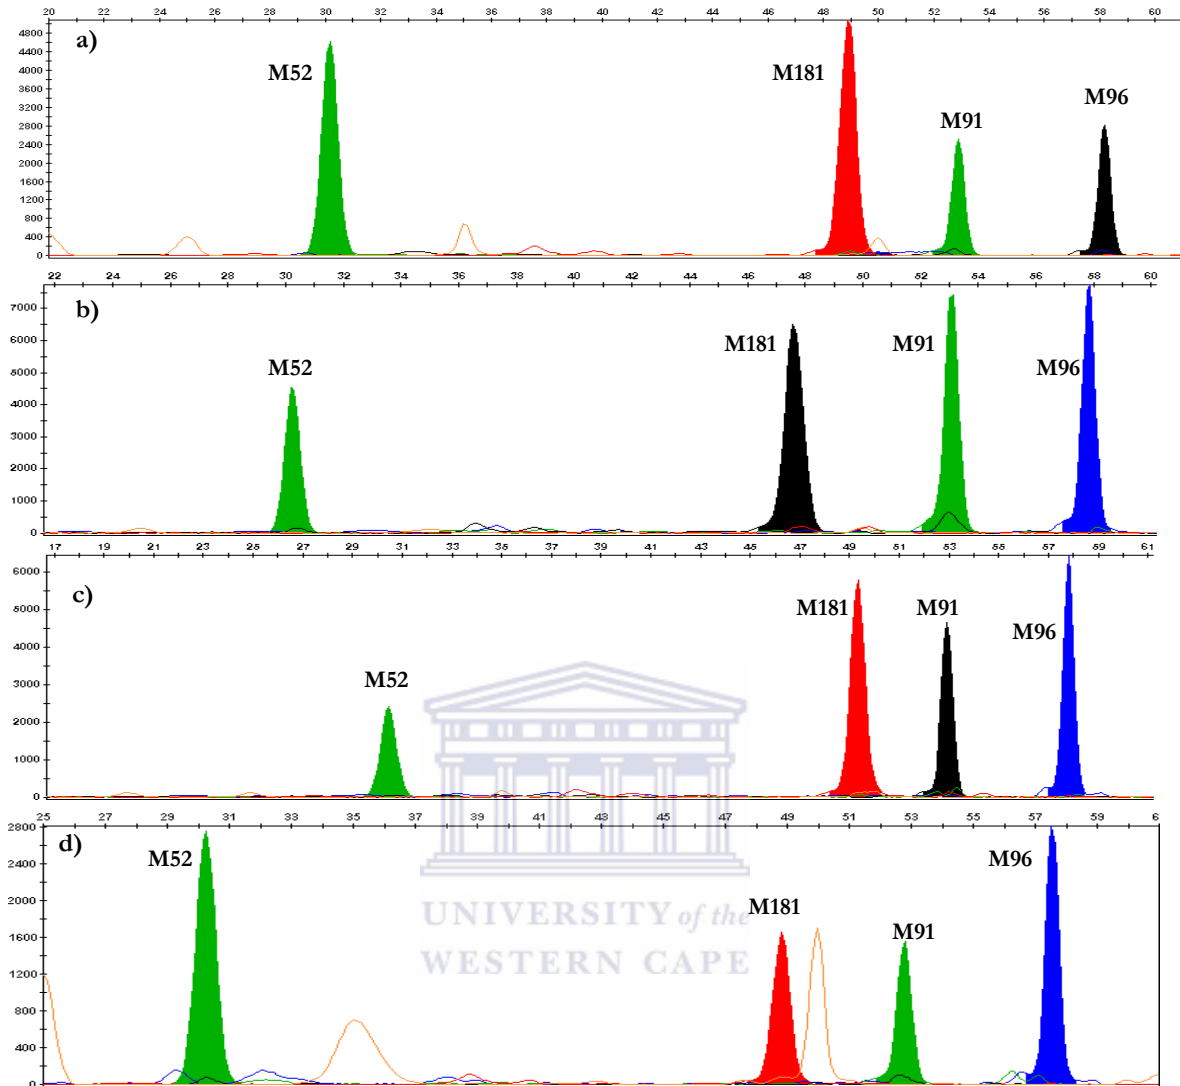 20 22 24 26 28 30 32 34 36 38 40 42 44 46 48 50 52 54 56 58 60
a)
4800
4400
4000
3600
3200
2800
2400
2000
1600
1200
800
400
0
M52
M181
M91
M96
22 24 26 28 30 32 34 36 38 40 42 44 46 48 50 52 54 56 58 60
b)
7000
6000
5000
4000
3000
2000
1000
0
M52
M181
M91
M96
17 19 21 23 25 27 29 31 33 35 37 39 41 43 45 47 49 51 53 55 57 59 61
c)
6000
5000
4000
3000
2000
1000
0
M52
M181
M91
M96
25 27 29 31 33 35 37 39 41 43 45 47 49 51 53 55 57 59 6
d)
2800
2400
2000
1600
1200
800
400
0
M52
M181
M91
M96
UNIVERSITY of the
WESTERN CAPE